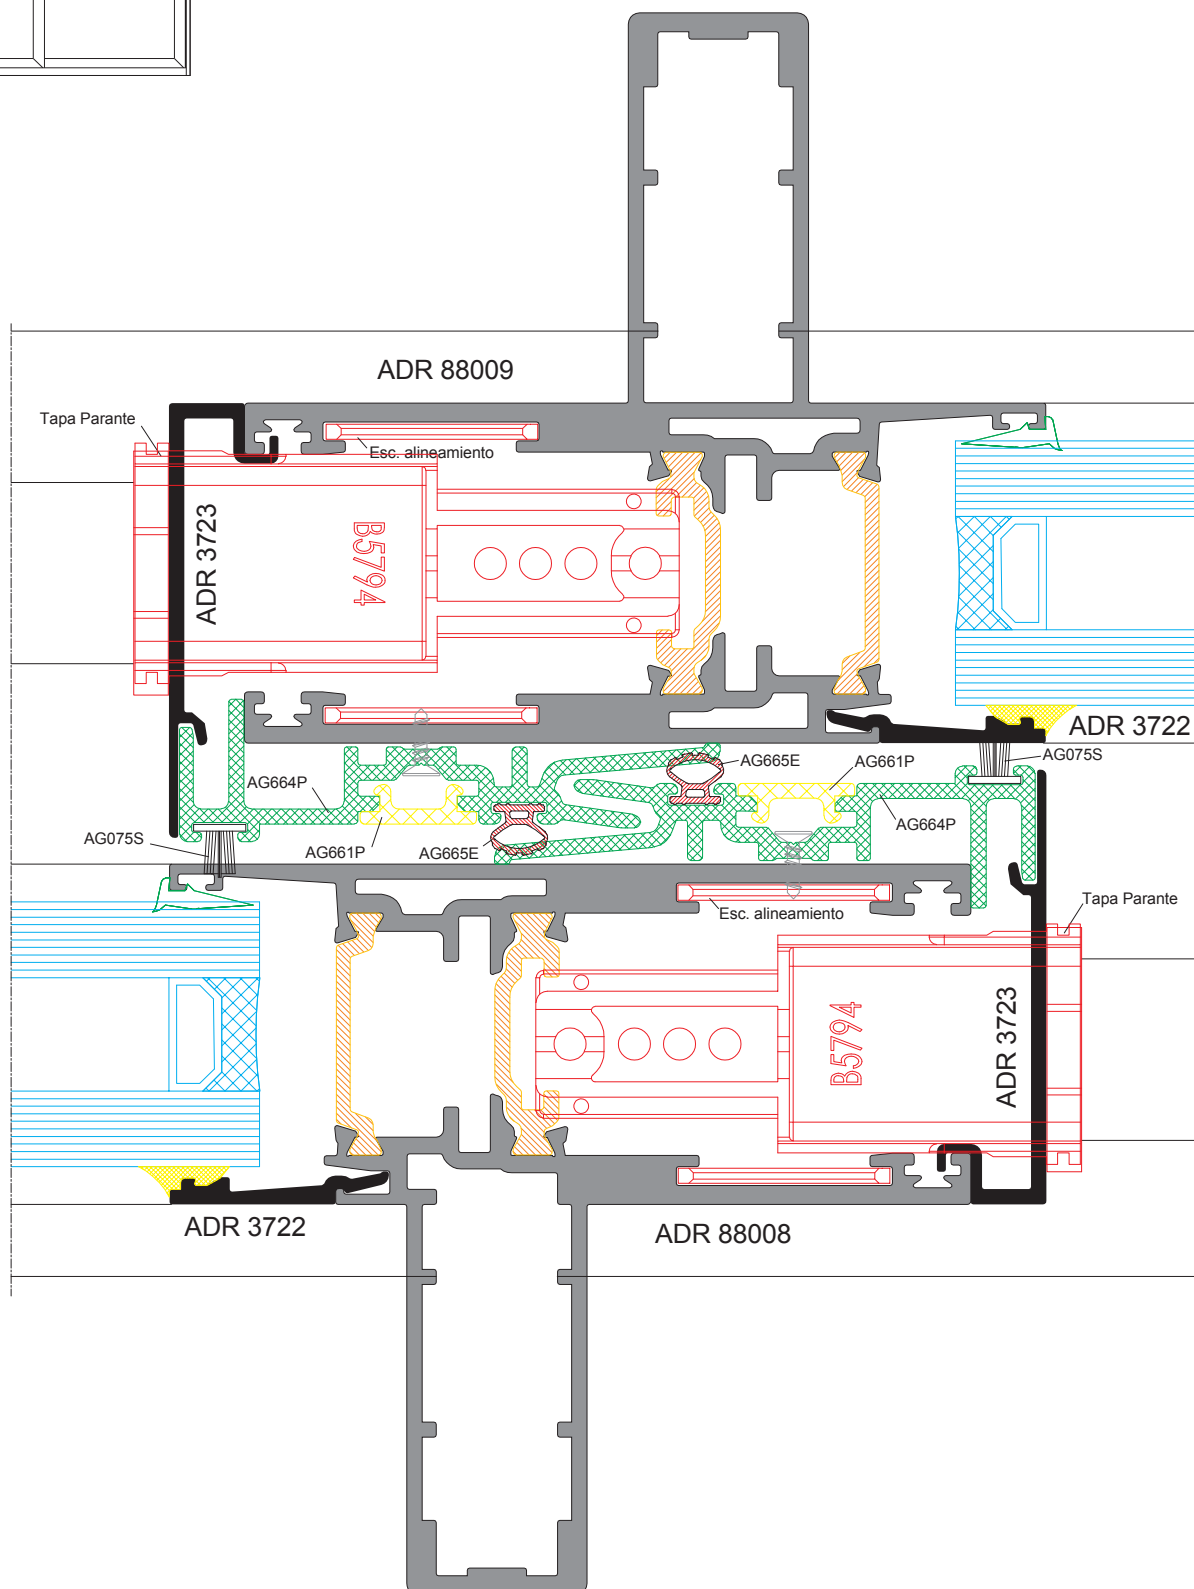 ADR 88009
Tapa Parante
Esc. alineamiento
ADR 3723
B5794
ADR 3722
AG665E
AG661P
AG075S
AG664P
AG664P
AG075S
AG661P
AG665E
Esc. alineamiento
Tapa Parante
B5794
ADR 3723
ADR 3722
ADR 88008